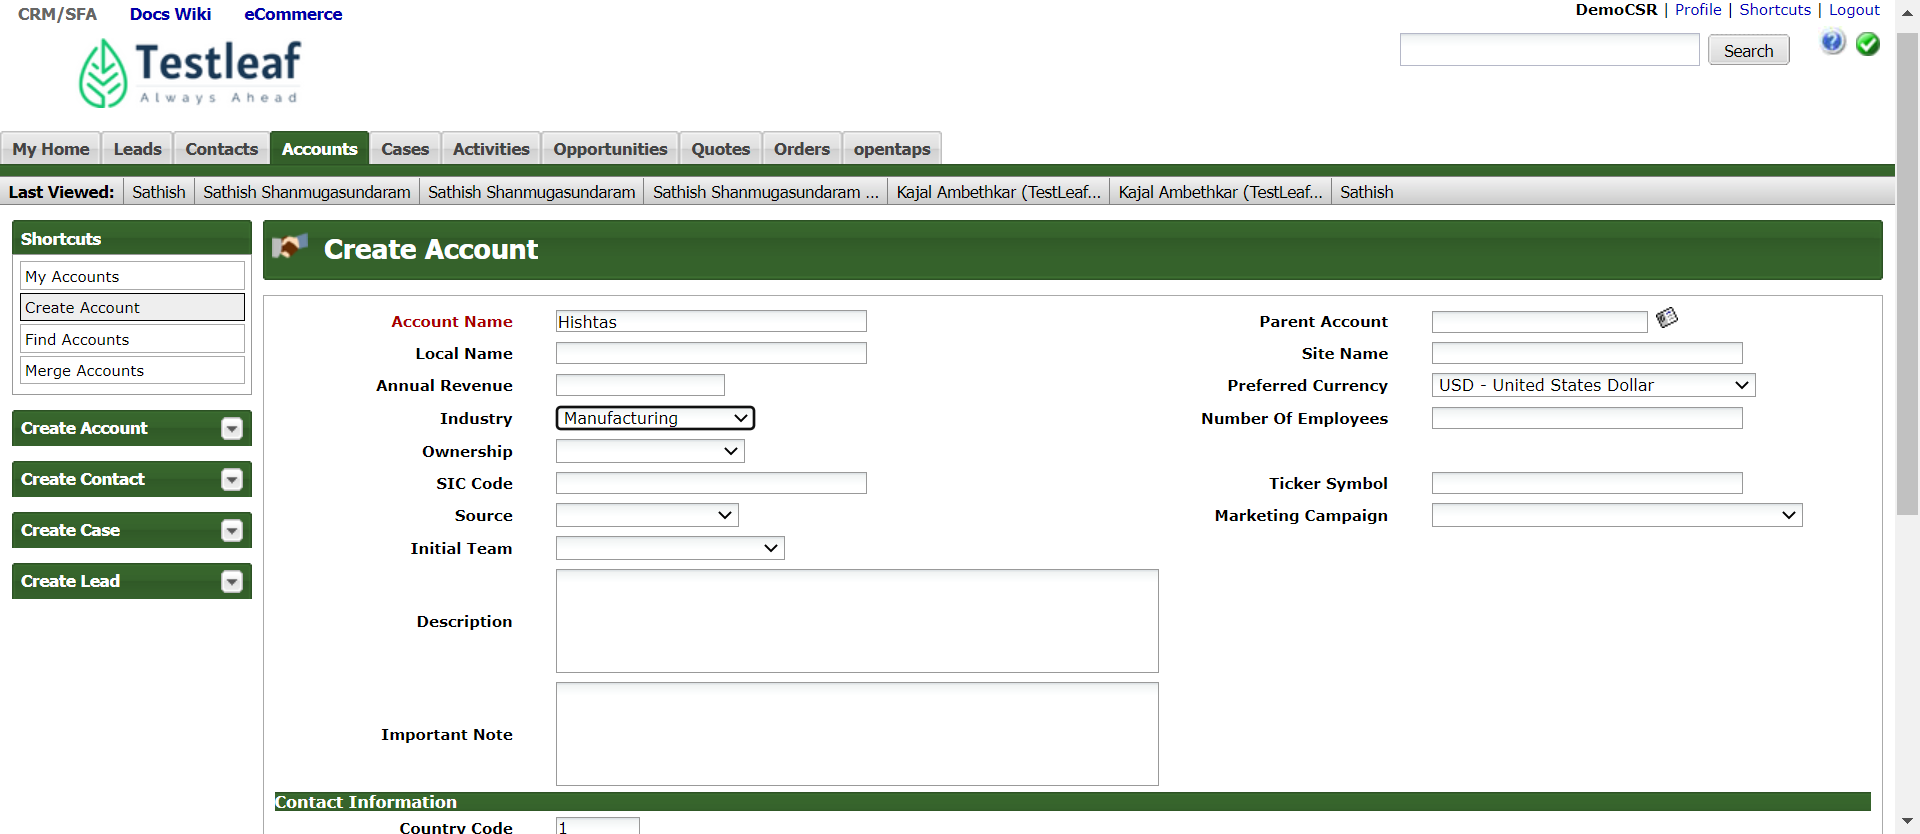 CRM/SFA Docs Wiki eCommerce
DemoCSR | Profile | Shortcuts | Logout
Testleaf
Always Ahead
Search
My Home Leads Contacts Accounts Cases Activities Opportunities Quotes Orders opentaps
Last Viewed: Sathish Sathish Shanmugasundaram Sathish Shanmugasundaram Sathish Shanmugasundaram ... Kajal Ambethkar (TestLeaf... Kajal Ambethkar (TestLeaf... Sathish
Shortcuts
My Accounts
Create Account
Find Accounts
Merge Accounts
Create Account
Create Contact
Create Case
Create Lead
Create Account
Account Name Hishtas Parent Account
Local Name Site Name
Annual Revenue Preferred Currency USD - United States Dollar
Industry Manufacturing Number Of Employees
Ownership
SIC Code Ticker Symbol
Source Marketing Campaign
Initial Team
Description
Important Note
Contact Information
Country Code 1